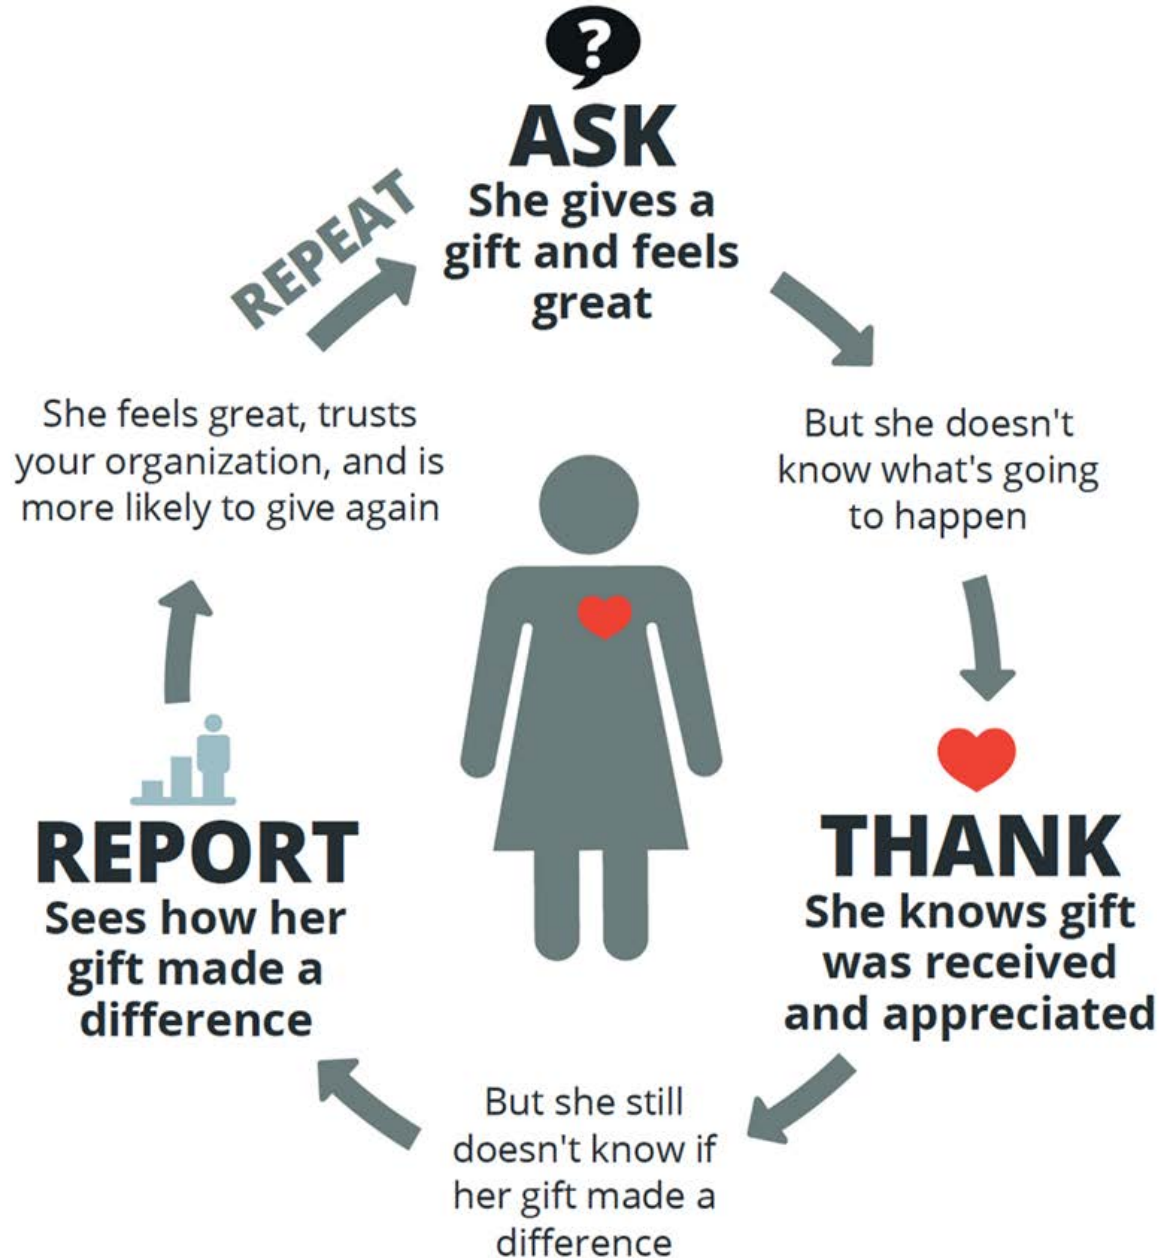 ?
ASK
She gives a
gift and feels
great
But she doesn't
know what's going
to happen
THANK
She knows gift
was received
and appreciated
But she still
doesn't know if
her gift made a
difference
REPORT
Sees how her
gift made a
difference
She feels great, trusts
your organization, and is
more likely to give again
REPEAT